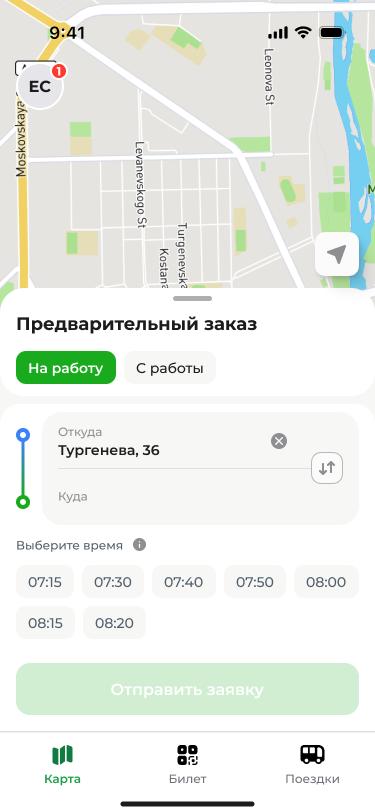 9:41
EC
1
Moskovskaya
Leonova St
Levanevskogo St
Предварительный заказ
На работу
С работы
Откуда
Тургенева, 36
Куда
Выберите время
07:15
07:30
07:40
07:50
08:00
08:15
08:20
Отправить заявку
Карта
Билет
Поездки